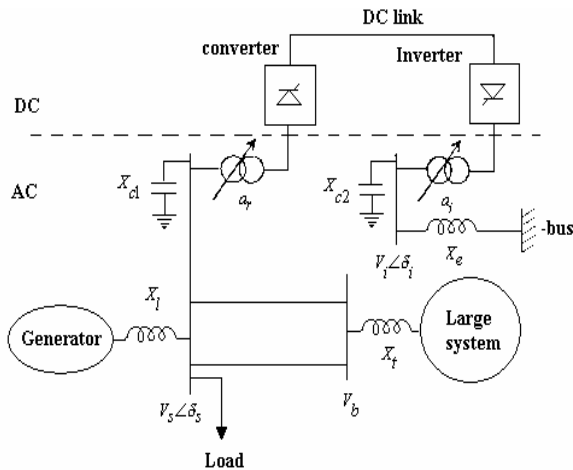 DC link
converter
Inverter
DC
AC
X_c1
a_r
X_c2
a_i
-bus
X_e
V_i∠δ_i
X_l
Generator
Large
system
X_t
V_s∠δ_s
V_b
Load